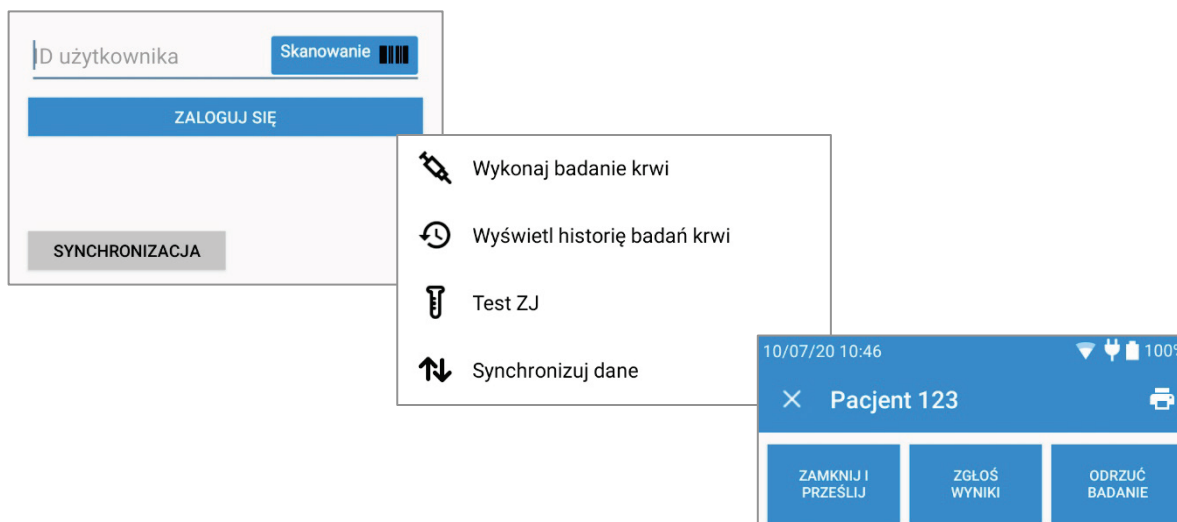 ID użytkownika
Skanowanie
ZALOGUJ SIĘ
SYNCHRONIZACJA
Wykonaj badanie krwi
Wyświetl historię badań krwi
Test ZJ
Synchronizuj dane
10/07/20 10:46 100%
Pacjent 123
ZAMKNIJ I
PRZEŚLIJ
ZGŁOŚ
WYNIKI
ODRZUĆ
BADANIE